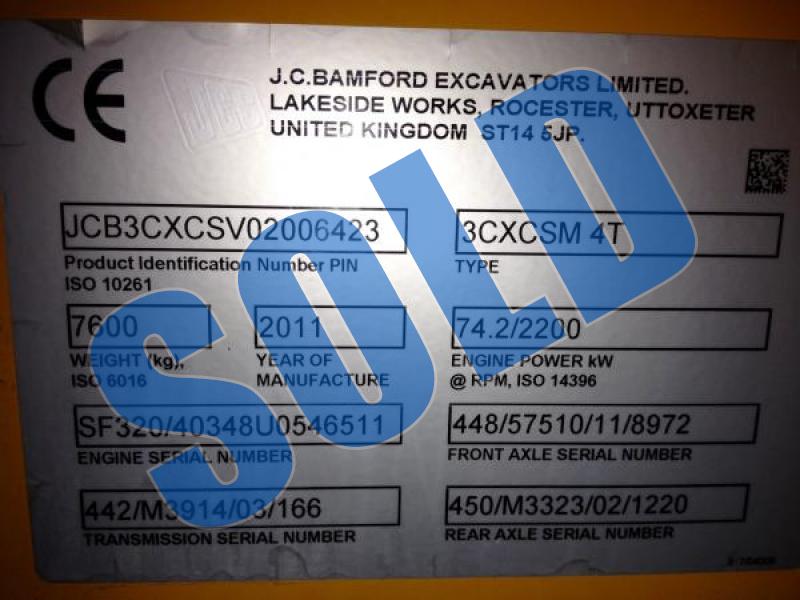 CE
JCB
J.C.BAMFORD EXCAVATORS LIMITED.
LAKESIDE WORKS, ROCESTER, UTTOXETER
UNITED KINGDOM ST14 5JP.
JCB3CXCSV02006423
3CXCSM 4T
Product Identification Number PIN
ISO 10261
TYPE
7600
2011
74.2/2200
WEIGHT (kg),
ISO 6016
YEAR OF
MANUFACTURE
ENGINE POWER kW
@ RPM, ISO 14396
SF320/40348U0546511
448/57510/11/8972
ENGINE SERIAL NUMBER
FRONT AXLE SERIAL NUMBER
442/M3914/03/166
450/M3323/02/1220
TRANSMISSION SERIAL NUMBER
REAR AXLE SERIAL NUMBER
SOLD